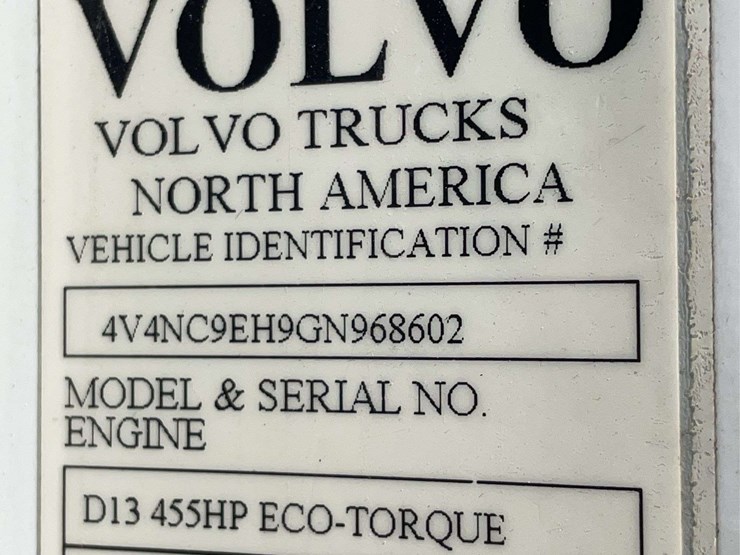 VOLVO
VOLVO TRUCKS
NORTH AMERICA
VEHICLE IDENTIFICATION #
4V4NC9EH9GN968602
MODEL & SERIAL NO.
ENGINE
D13 455HP ECO-TORQUE